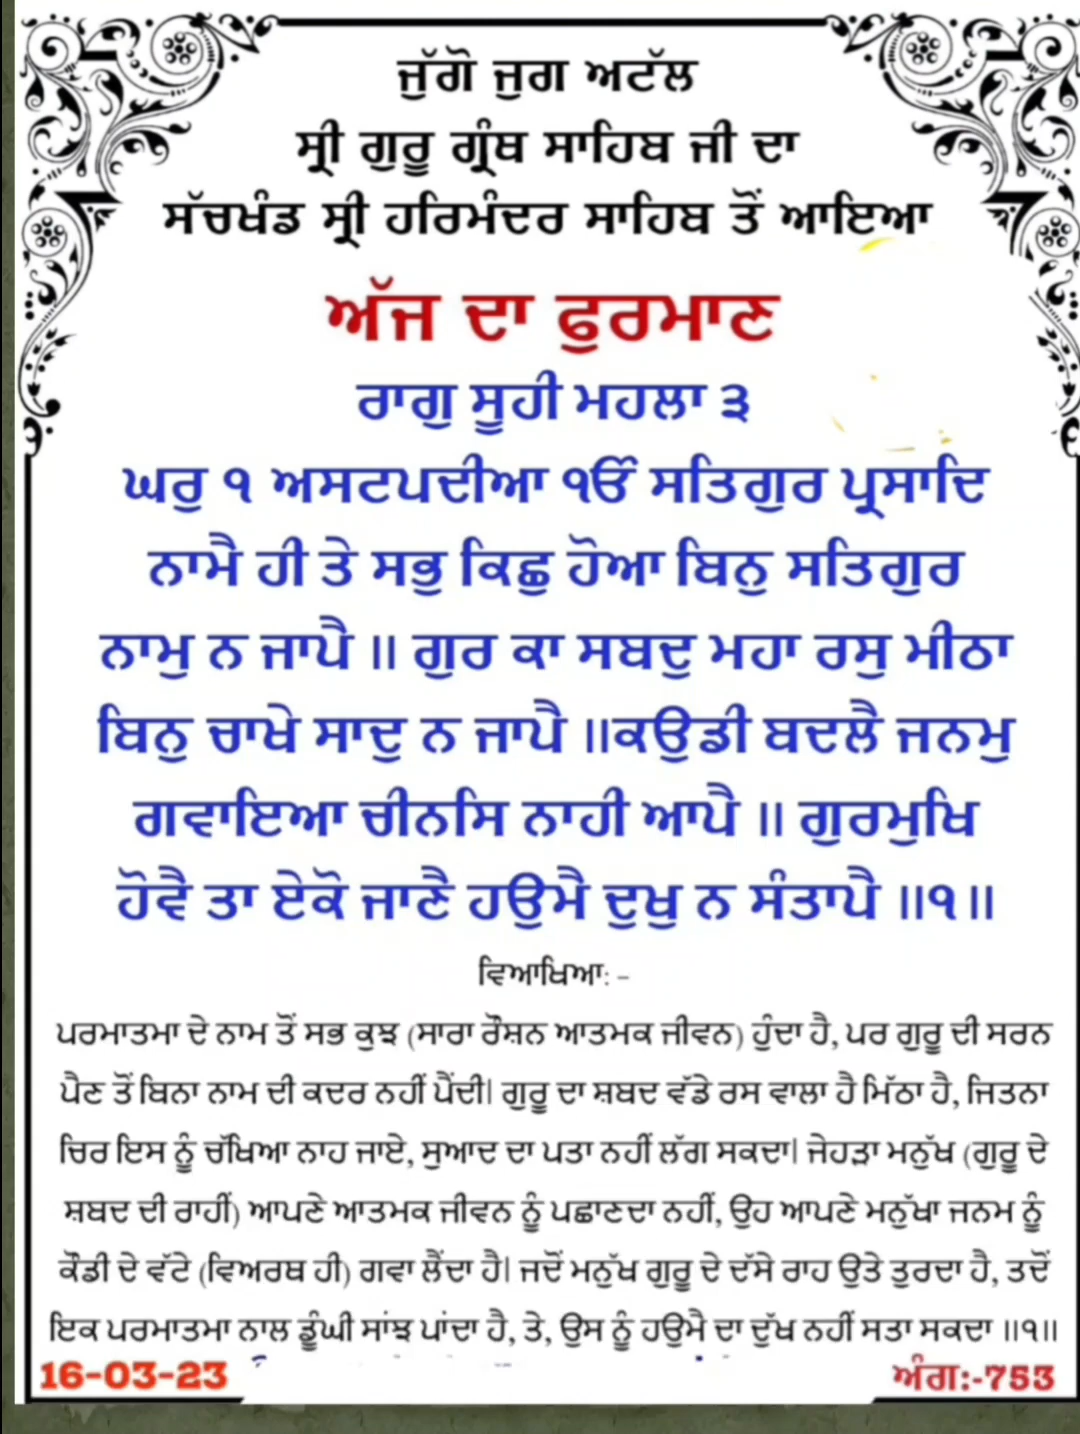 ਜੁੱਗੋ ਜੁਗ ਅਟੱਲ
ਸ੍ਰੀ ਗੁਰੂ ਗ੍ਰੰਥ ਸਾਹਿਬ ਜੀ ਦਾ
ਸੱਚਖੰਡ ਸ੍ਰੀ ਹਰਿਮੰਦਰ ਸਾਹਿਬ ਤੋਂ ਆਇਆ
ਅੱਜ ਦਾ ਫੁਰਮਾਣ
ਰਾਗੁ ਸੂਹੀ ਮਹਲਾ ੩
ਘਰੁ ੧ ਅਸਟਪਦੀਆ ੴ ਸਤਿਗੁਰ ਪ੍ਰਸਾਦਿ
ਨਾਮੈ ਹੀ ਤੇ ਸਭੁ ਕਿਛੁ ਹੋਆ ਬਿਨੁ ਸਤਿਗੁਰ
ਨਾਮੁ ਨ ਜਾਪੈ ॥ ਗੁਰ ਕਾ ਸਬਦੁ ਮਹਾ ਰਸੁ ਮੀਠਾ
ਬਿਨੁ ਚਾਖੇ ਸਾਦੁ ਨ ਜਾਪੈ ॥ਕਉਡੀ ਬਦਲੈ ਜਨਮੁ
ਗਵਾਇਆ ਚੀਨਸਿ ਨਾਹੀ ਆਪੈ ॥ ਗੁਰਮੁਖਿ
ਹੋਵੈ ਤਾ ਏਕੋ ਜਾਣੈ ਹਉਮੈ ਦੁਖੁ ਨ ਸੰਤਾਪੈ ॥੧॥
ਵਿਆਖਿਆ: -
ਪਰਮਾਤਮਾ ਦੇ ਨਾਮ ਤੋਂ ਸਭ ਕੁਝ (ਸਾਰਾ ਰੌਸ਼ਨ ਆਤਮਕ ਜੀਵਨ) ਹੁੰਦਾ ਹੈ, ਪਰ ਗੁਰੂ ਦੀ ਸਰਨ
ਪੈਣ ਤੋਂ ਬਿਨਾ ਨਾਮ ਦੀ ਕਦਰ ਨਹੀਂ ਪੈਂਦੀ। ਗੁਰੂ ਦਾ ਸ਼ਬਦ ਵੱਡੇ ਰਸ ਵਾਲਾ ਹੈ ਮਿੱਠਾ ਹੈ, ਜਿਤਨਾ
ਚਿਰ ਇਸ ਨੂੰ ਚੱਖਿਆ ਨਾਹ ਜਾਏ, ਸੁਆਦ ਦਾ ਪਤਾ ਨਹੀਂ ਲੱਗ ਸਕਦਾ। ਜੇਹੜਾ ਮਨੁੱਖ (ਗੁਰੂ ਦੇ
ਸ਼ਬਦ ਦੀ ਰਾਹੀਂ) ਆਪਣੇ ਆਤਮਕ ਜੀਵਨ ਨੂੰ ਪਛਾਣਦਾ ਨਹੀਂ, ਉਹ ਆਪਣੇ ਮਨੁੱਖਾ ਜਨਮ ਨੂੰ
ਕੌਡੀ ਦੇ ਵੱਟੇ (ਵਿਅਰਥ ਹੀ) ਗਵਾ ਲੈਂਦਾ ਹੈ। ਜਦੋਂ ਮਨੁੱਖ ਗੁਰੂ ਦੇ ਦੱਸੇ ਰਾਹ ਉਤੇ ਤੁਰਦਾ ਹੈ, ਤਦੋਂ
ਇਕ ਪਰਮਾਤਮਾ ਨਾਲ ਡੂੰਘੀ ਸਾਂਝ ਪਾਂਦਾ ਹੈ, ਤੇ, ਉਸ ਨੂੰ ਹਉਮੈ ਦਾ ਦੁੱਖ ਨਹੀਂ ਸਤਾ ਸਕਦਾ ॥੧॥
16-03-23
ਅੰਗ:-753